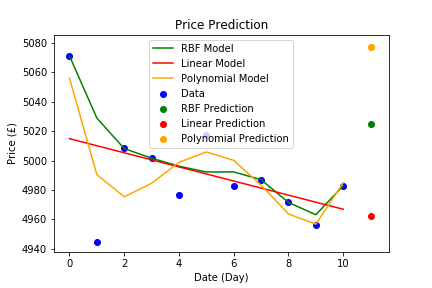 Price Prediction
RBF Model
Linear Model
Polynomial Model
Data
RBF Prediction
Linear Prediction
Polynomial Prediction
5080
5060
5040
5020
5000
4980
4960
4940
Price (£)
0 2 4 6 8 10
Date (Day)